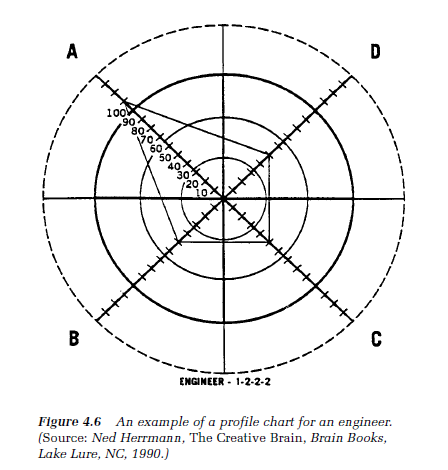 A
D
100
90
80
70
60
50
40
30
20
10
B
C
ENGINEER - 1-2-2-2
Figure 4.6 An example of a profile chart for an engineer.
(Source: Ned Herrmann, The Creative Brain, Brain Books,
Lake Lure, NC, 1990.)